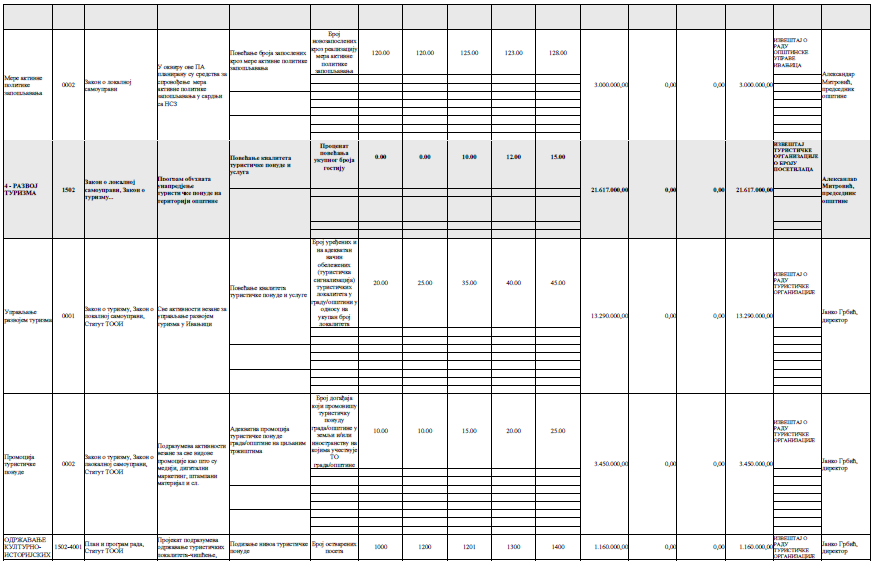 Мере активне
политике
запошљавања
0002
Закон о локалној
самоуправи
У оквиру ове ПА
планирану су средства за
спровођење мера
активне политике
запошљавања у сардњи
са НСЗ
Повећање броја запослених
кроз мере активне политике
запошљавања
Број
новозапослених
кроз реализацију
мера активне
политике
запошљавања
120.00
120.00
125.00
123.00
128.00
3.000.000,00
0,00
0,00
3.000.000,00
ИЗВЕШТАЈ О
РАДУ
ОПШТИНСКЕ
УПРАВЕ
ИВАЊИЦА
Александар
Митровић,
председник
општине
4 - РАЗВОЈ
ТУРИЗМА
1502
Закон о локалној
самоуправи, Закон о
туризму...
Програм обухвата
унапређење
туристичке понуде на
територији општине
Повећање квалитета
туристичке понуде и
услуга
Проценат
повећања
укупног броја
гостију
0.00
0.00
10.00
12.00
15.00
21.617.000,00
0,00
0,00
21.617.000,00
ИЗВЕШТАЈ
ТУРИСТИЧКЕ
ОРГАНИЗАЦИЈЕ
О БРОЈУ
ПОСЕТИЛАЦА
Александар
Митровић,
председник
општине
Управљање
развојем туризма
0001
Закон о туризму, Закон о
локалној самоуправи,
Статут ТООИ
Све активности везане за
управљање развојем
туризма у Ивањици
Повећање квалитета
туристичке понуде и услуге
Број уређених и
на адекватан
начин
обележених
(туристичка
сигнализација)
туристичких
локалитета у
граду/општини у
односу на
укупан број
локалитета
20.00
25.00
35.00
40.00
45.00
13.290.000,00
0,00
0,00
13.290.000,00
ИЗВЕШТАЈ О
РАДУ
ТУРИСТИЧКЕ
ОРГАНИЗАЦИЈЕ
Јанко Грбић,
директор
Промоција
туристичке
понуде
0002
Закон о туризму, Закон о
локалној самоуправи,
Статут ТООИ
Подразумева активности
везане за све видове
промоције као што су
медији, дигитални
маркетинг, штампани
материјал и сл.
Адекватна промоција
туристичке понуде
града/општине на циљаним
тржиштима
Број догађаја
који промовишу
туристичку
понуду
града/општине у
земљи и/или
иностранству на
којима учествује
ТО
града/општине
10.00
10.00
15.00
20.00
25.00
3.450.000,00
0,00
0,00
3.450.000,00
ИЗВЕШТАЈ О
РАДУ
ТУРИСТИЧКЕ
ОРГАНИЗАЦИЈЕ
Јанко Грбић,
директор
ОДРЖАВАЊЕ
КУЛТУРНО-
ИСТОРИЈСКИХ
1502-4001
План и програм рада,
Статут ТООИ
Пројекат подразумева
одржавање туристичких
локалитета-чишћење,
Подизање нивоа туристичке
понуде
Број остварених
посета
1000
1200
1201
1300
1400
1.160.000,00
0,00
0,00
1.160.000,00
ИЗВЕШТАЈ О
РАДУ
ТУРИСТИЧКЕ
ОРГАНИЗАЦИЈЕ
Јанко Грбић,
директор